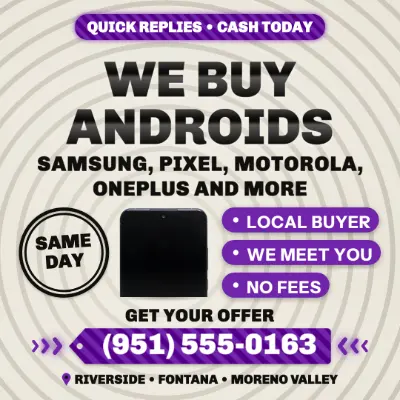 QUICK REPLIES • CASH TODAY
WE BUY
ANDROIDS
SAMSUNG, PIXEL, MOTOROLA,
ONEPLUS AND MORE
SAME
DAY
• LOCAL BUYER
• WE MEET YOU
• NO FEES
GET YOUR OFFER
(951) 555-0163
RIVERSIDE • FONTANA • MORENO VALLEY